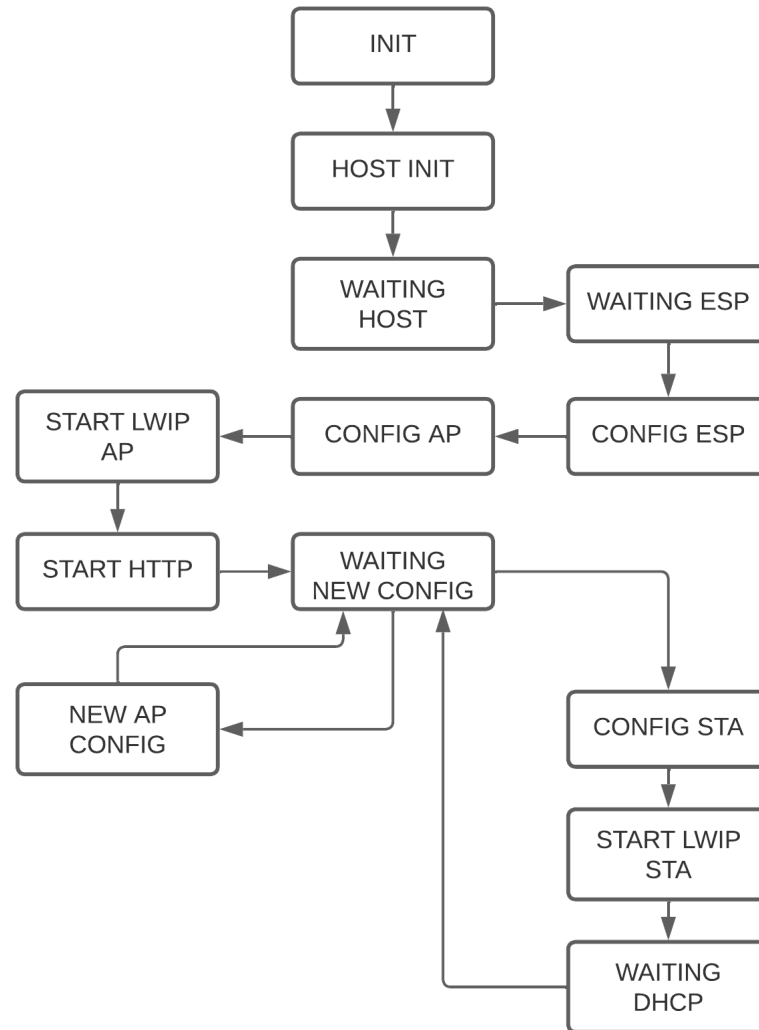 INIT
HOST INIT
WAITING
HOST
WAITING ESP
CONFIG ESP
CONFIG AP
START LWIP
AP
START HTTP
WAITING
NEW CONFIG
NEW AP
CONFIG
CONFIG STA
START LWIP
STA
WAITING
DHCP